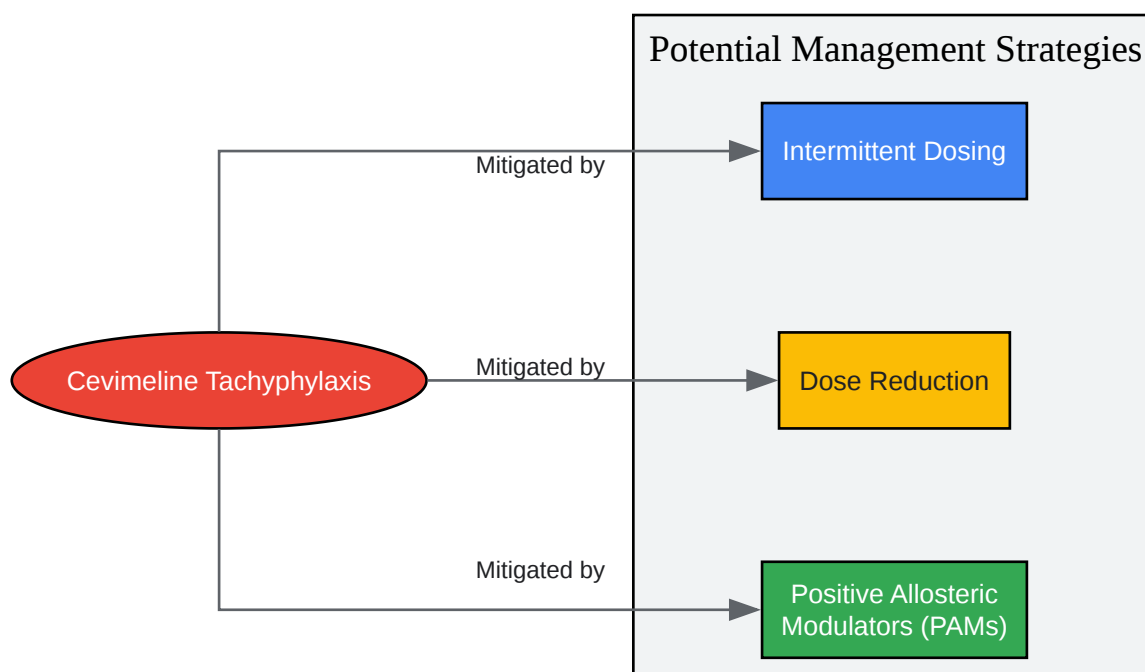 Potential Management Strategies
Intermittent Dosing
Mitigated by
Cevimeline Tachyphylaxis
Mitigated by
Dose Reduction
Mitigated by
Positive Allosteric
Modulators (PAMs)